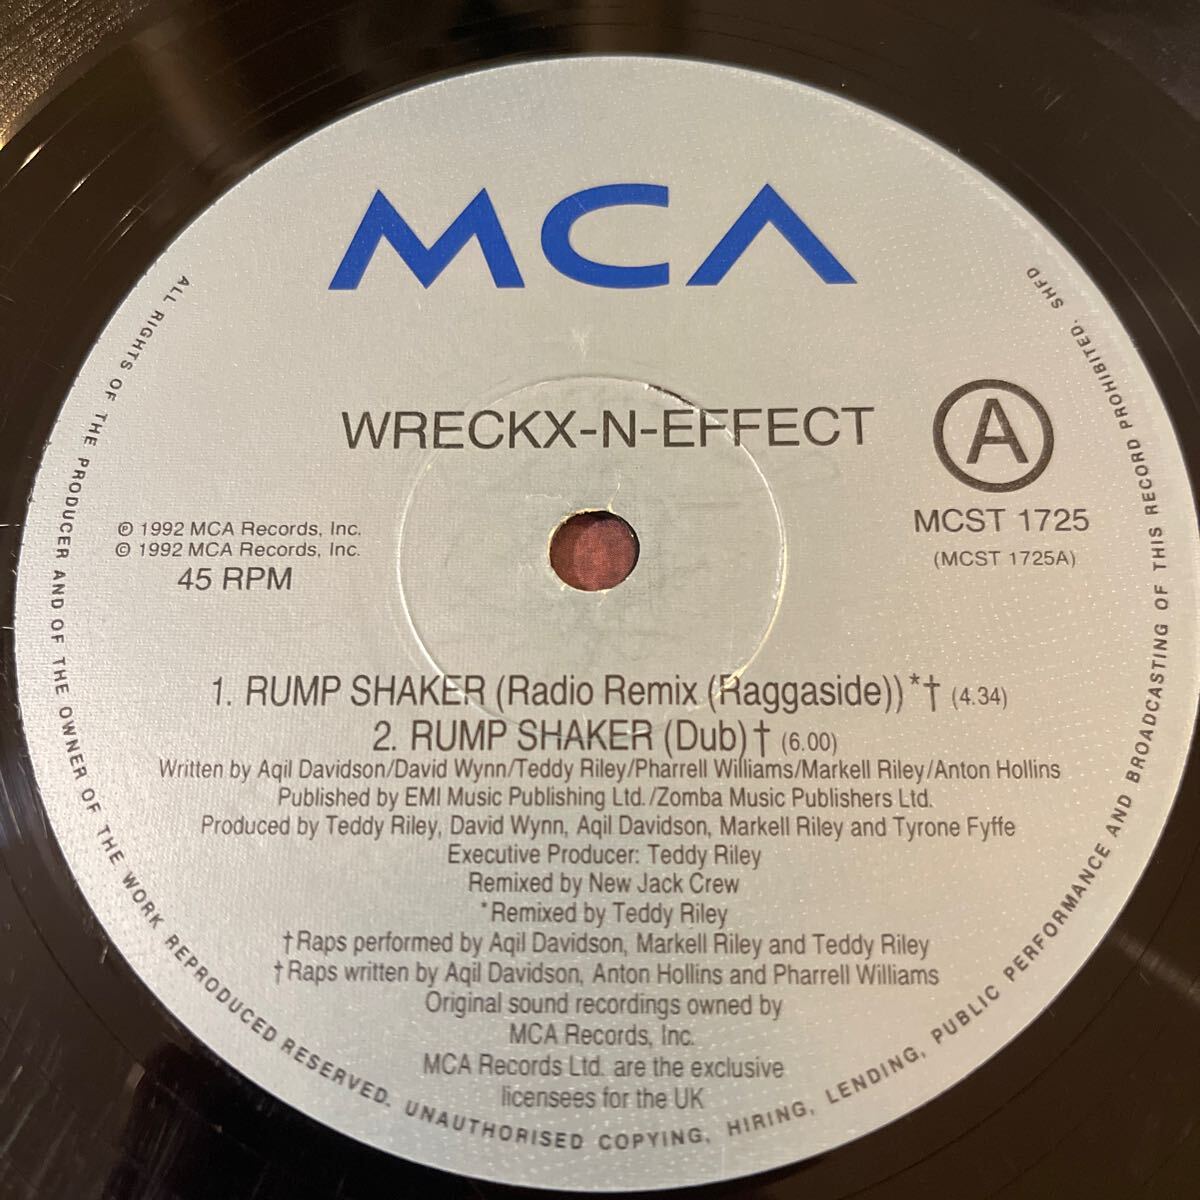 MCA
WRECKX-N-EFFECT
A
MCST 1725
(MCST 1725A)
℗ 1992 MCA Records, Inc.
© 1992 MCA Records, Inc.
45 RPM
1. RUMP SHAKER (Radio Remix (Raggaside))*† (4.34)
2. RUMP SHAKER (Dub)† (6.00)
Written by Aqil Davidson/David Wynn/Teddy Riley/Pharrell Williams/Markell Riley/Anton Hollins
Published by EMI Music Publishing Ltd./Zomba Music Publishers Ltd.
Produced by Teddy Riley, David Wynn, Aqil Davidson, Markell Riley and Tyrone Fyffe
Executive Producer: Teddy Riley
Remixed by New Jack Crew
*Remixed by Teddy Riley
†Raps performed by Aqil Davidson, Markell Riley and Teddy Riley
†Raps written by Aqil Davidson, Anton Hollins and Pharrell Williams
Original sound recordings owned by
MCA Records, Inc.
MCA Records Ltd. are the exclusive
licensees for the UK
ALL RIGHTS OF THE PRODUCER AND OF THE OWNER OF THE WORK REPRODUCED RESERVED. UNAUTHORISED COPYING, HIRING, LENDING, PUBLIC PERFORMANCE AND BROADCASTING OF THIS RECORD PROHIBITED. SHFD